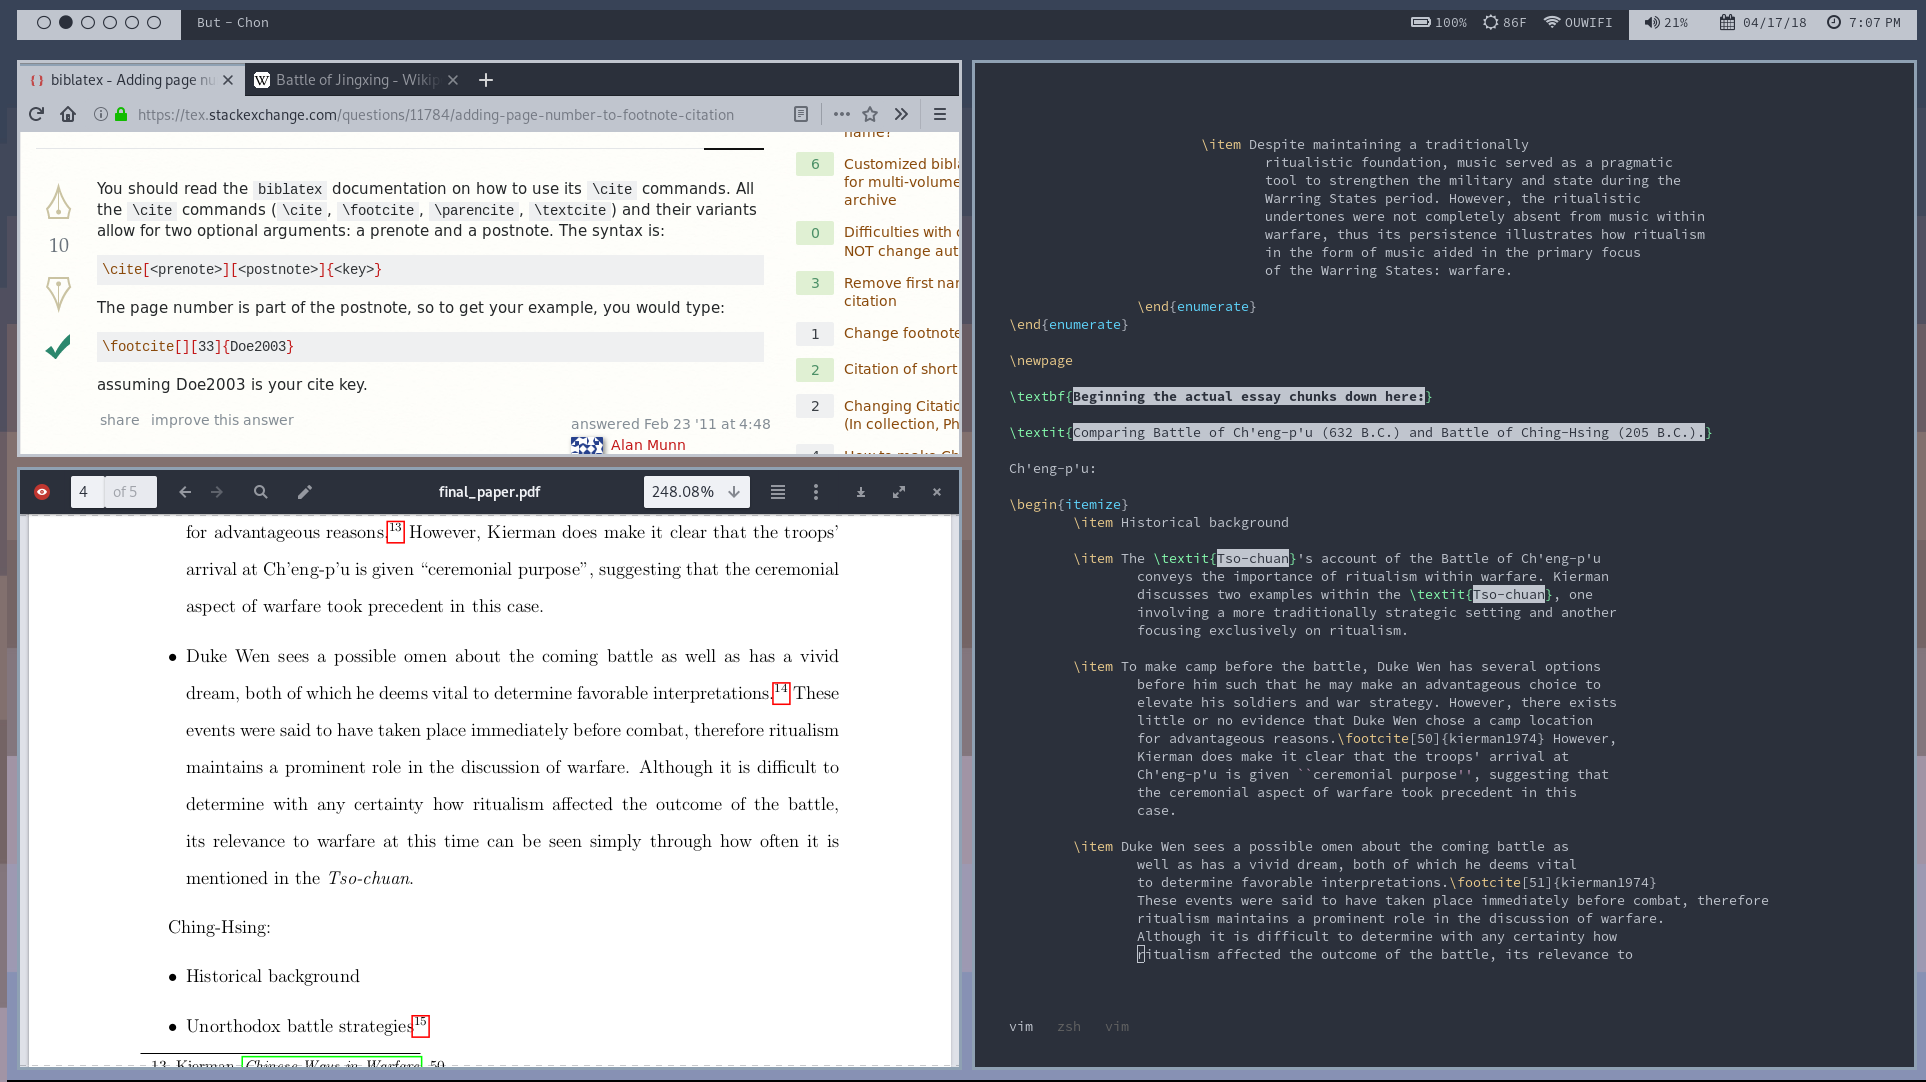 But – Chon
100% 86F OUWIFI 21% 04/17/18 7:07 PM
biblatex - Adding page nu
Battle of Jingxing - Wikip
https://tex.stackexchange.com/questions/11784/adding-page-number-to-footnote-citation
You should read the biblatex documentation on how to use its \cite commands. All
the \cite commands (\cite, \footcite, \parencite, \textcite) and their variants
allow for two optional arguments: a prenote and a postnote. The syntax is:
10
\cite[<prenote>][<postnote>]{<key>}
The page number is part of the postnote, so to get your example, you would type:
\footcite[][33]{Doe2003}
assuming Doe2003 is your cite key.
share improve this answer
answered Feb 23 '11 at 4:48
Alan Munn
name?
6 Customized bibla
for multi-volume
archive
0 Difficulties with
NOT change aut
3 Remove first nar
citation
1 Change footnote
2 Citation of short
2 Changing Citatio
(In collection, Ph
4 of 5
final_paper.pdf
248.08%
for advantageous reasons.13 However, Kierman does make it clear that the troops’
arrival at Ch’eng-p’u is given “ceremonial purpose”, suggesting that the ceremonial
aspect of warfare took precedent in this case.
• Duke Wen sees a possible omen about the coming battle as well as has a vivid
dream, both of which he deems vital to determine favorable interpretations.14 These
events were said to have taken place immediately before combat, therefore ritualism
maintains a prominent role in the discussion of warfare. Although it is difficult to
determine with any certainty how ritualism affected the outcome of the battle,
its relevance to warfare at this time can be seen simply through how often it is
mentioned in the Tso-chuan.
Ching-Hsing:
• Historical background
• Unorthodox battle strategies15
13. Kierman, Chinese Ways in Warfare, 50
\item Despite maintaining a traditionally
ritualistic foundation, music served as a pragmatic
tool to strengthen the military and state during the
Warring States period. However, the ritualistic
undertones were not completely absent from music within
warfare, thus its persistence illustrates how ritualism
in the form of music aided in the primary focus
of the Warring States: warfare.
\end{enumerate}
\end{enumerate}
\newpage
\textbf{Beginning the actual essay chunks down here:}
\textit{Comparing Battle of Ch'eng-p'u (632 B.C.) and Battle of Ching-Hsing (205 B.C.).}
Ch'eng-p'u:
\begin{itemize}
\item Historical background
\item The \textit{Tso-chuan}'s account of the Battle of Ch'eng-p'u
conveys the importance of ritualism within warfare. Kierman
discusses two examples within the \textit{Tso-chuan}, one
involving a more traditionally strategic setting and another
focusing exclusively on ritualism.
\item To make camp before the battle, Duke Wen has several options
before him such that he may make an advantageous choice to
elevate his soldiers and war strategy. However, there exists
little or no evidence that Duke Wen chose a camp location
for advantageous reasons.\footcite[50]{kierman1974} However,
Kierman does make it clear that the troops' arrival at
Ch'eng-p'u is given ``ceremonial purpose'', suggesting that
the ceremonial aspect of warfare took precedent in this
case.
\item Duke Wen sees a possible omen about the coming battle as
well as has a vivid dream, both of which he deems vital
to determine favorable interpretations.\footcite[51]{kierman1974}
These events were said to have taken place immediately before combat, therefore
ritualism maintains a prominent role in the discussion of warfare.
Although it is difficult to determine with any certainty how
ritualism affected the outcome of the battle, its relevance to
vim zsh vim